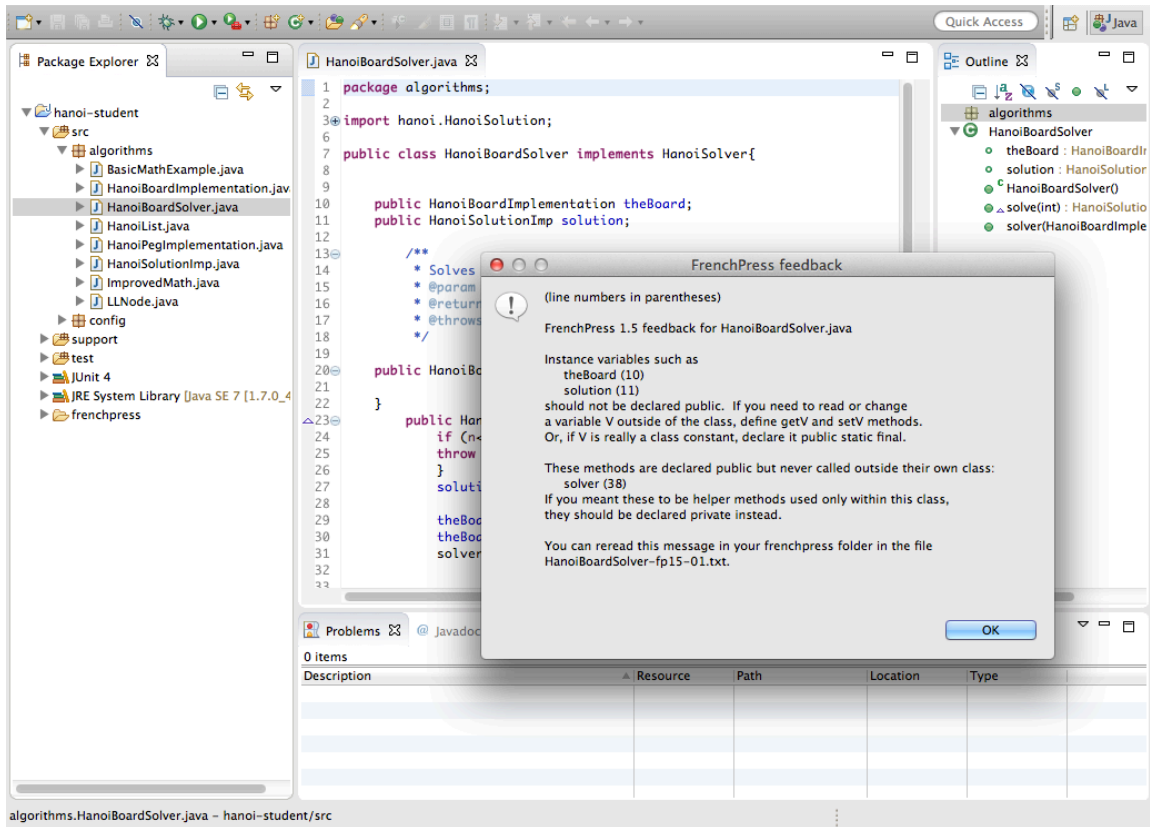 Quick Access
Java
Package Explorer
hanoi-student
src
algorithms
BasicMathExample.java
HanoiBoardImplementation.jav
HanoiBoardSolver.java
HanoiList.java
HanoiPegImplementation.java
HanoiSolutionImp.java
ImprovedMath.java
LLNode.java
config
support
test
JUnit 4
JRE System Library [Java SE 7 [1.7.0_4
frenchpress
HanoiBoardSolver.java
1 package algorithms;
2
3 import hanoi.HanoiSolution;
6
7 public class HanoiBoardSolver implements HanoiSolver{
8
9
10 public HanoiBoardImplementation theBoard;
11 public HanoiSolutionImp solution;
12
13 /**
14 * Solves
15 * @param
16 * @return
17 * @throws
18 */
19
20 public HanoiBo
21
22 }
23 public Han
24 if (n<
25 throw
26 }
27 soluti
28
29 theBoa
30 theBoa
31 solver
32
33
Outline
algorithms
HanoiBoardSolver
theBoard : HanoiBoardIr
solution : HanoiSolution
HanoiBoardSolver()
solve(int) : HanoiSolutio
solver(HanoiBoardImple
FrenchPress feedback
(line numbers in parentheses)
FrenchPress 1.5 feedback for HanoiBoardSolver.java
Instance variables such as
theBoard (10)
solution (11)
should not be declared public. If you need to read or change
a variable V outside of the class, define getV and setV methods.
Or, if V is really a class constant, declare it public static final.
These methods are declared public but never called outside their own class:
solver (38)
If you meant these to be helper methods used only within this class,
they should be declared private instead.
You can reread this message in your frenchpress folder in the file
HanoiBoardSolver-fp15-01.txt.
OK
Problems @ Javadoc
0 items
Description Resource Path Location Type
algorithms.HanoiBoardSolver.java - hanoi-student/src